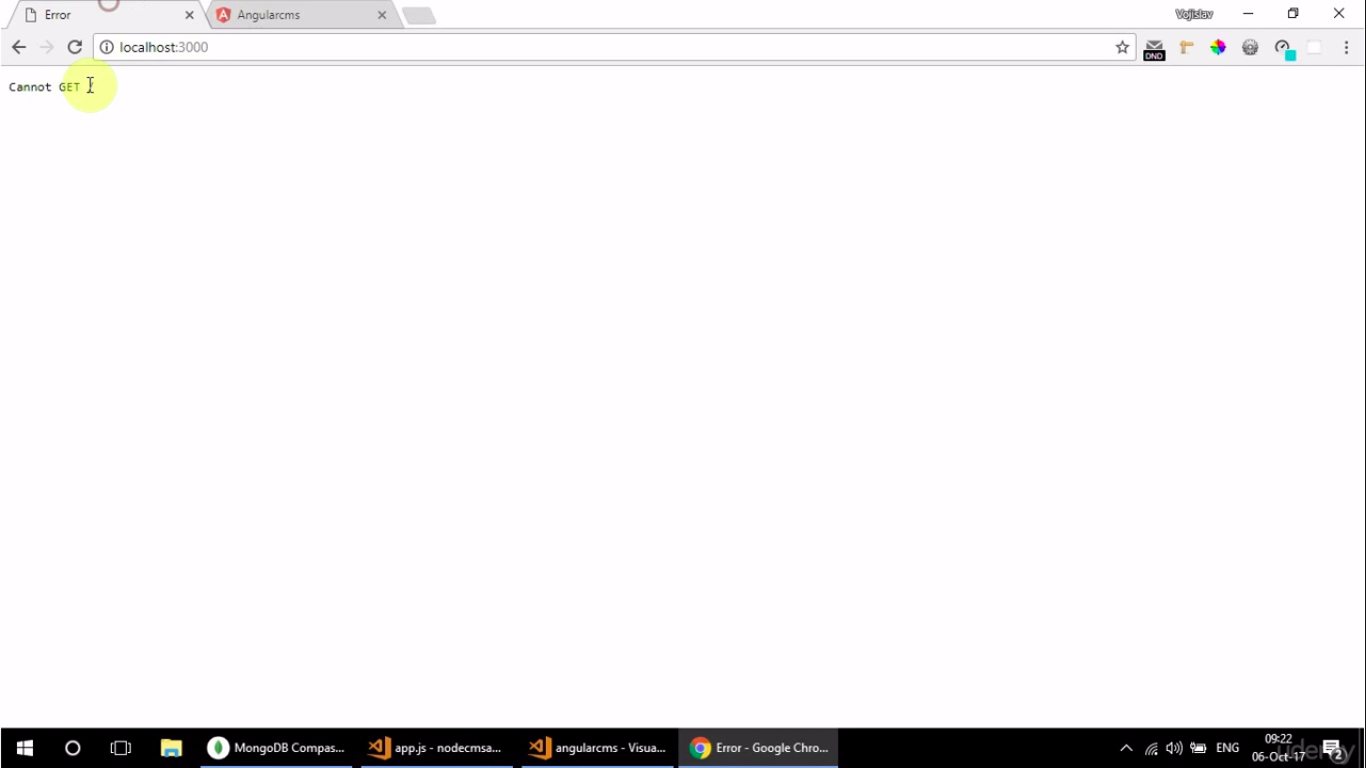 Error
Angularcms
Vojislav
localhost:3000
DND
Cannot GET /
MongoDB Compas...
app.js - nodecmsa...
angularcms - Visua...
Error - Google Chro...
ENG
09:22
06-Oct-17
2
udemy